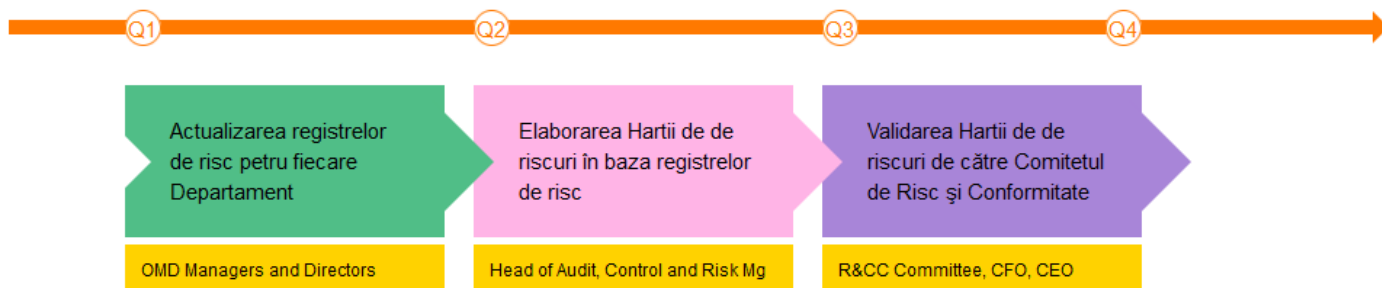 Q1 Q2 Q3 Q4
Actualizarea registrelor
de risc petru fiecare
Departament
Elaborarea Hartii de de
riscuri în baza registrelor
de risc
Validarea Hartii de de
riscuri de către Comitetul
de Risc şi Conformitate
OMD Managers and Directors
Head of Audit, Control and Risk Mg
R&CC Committee, CFO, CEO